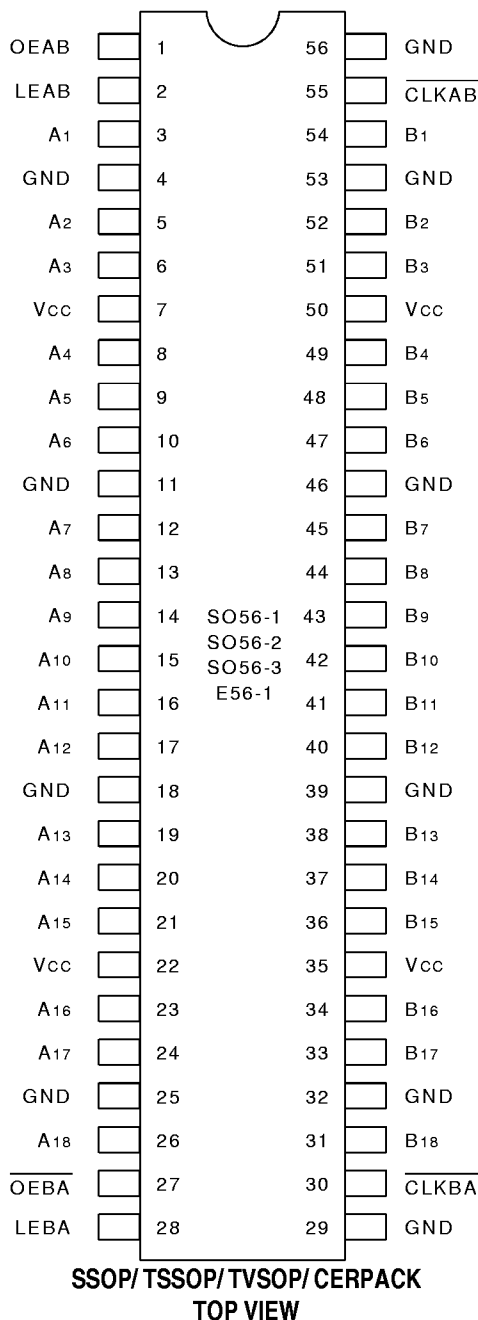 OEAB 1 56 GND
LEAB 2 55 CLKAB
A1 3 54 B1
GND 4 53 GND
A2 5 52 B2
A3 6 51 B3
VCC 7 50 VCC
A4 8 49 B4
A5 9 48 B5
A6 10 47 B6
GND 11 46 GND
A7 12 45 B7
A8 13 44 B8
A9 14 SO56-1 43 B9
SO56-2
A10 15 SO56-3 42 B10
A11 16 E56-1 41 B11
A12 17 40 B12
GND 18 39 GND
A13 19 38 B13
A14 20 37 B14
A15 21 36 B15
VCC 22 35 VCC
A16 23 34 B16
A17 24 33 B17
GND 25 32 GND
A18 26 31 B18
OEBA 27 30 CLKBA
LEBA 28 29 GND
SSOP/ TSSOP/ TVSOP/ CERPACK
TOP VIEW